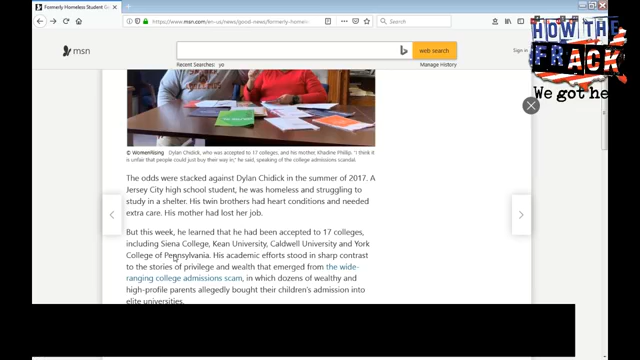 Formerly Homeless Student G
https://www.msn.com/en-us/news/good-news/formerly-home
Search
msn
web search
Sign in
Recent Searches: yo
Manage History
HOW THE
FRACK
We got he
© WomenRising Dylan Chidick, who was accepted to 17 colleges, and his mother, Khadine Phillip. "I think it
is unfair that people could just buy their way in," he said, speaking of the college admissions scandal.
The odds were stacked against Dylan Chidick in the summer of 2017. A
Jersey City high school student, he was homeless and struggling to
study in a shelter. His twin brothers had heart conditions and needed
extra care. His mother had lost her job.
But this week, he learned that he had been accepted to 17 colleges,
including Siena College, Kean University, Caldwell University and York
College of Pennsylvania. His academic efforts stood in sharp contrast
to the stories of privilege and wealth that emerged from the wide-
ranging college admissions scam, in which dozens of wealthy and
high-profile parents allegedly bought their children's admission into
elite universities.